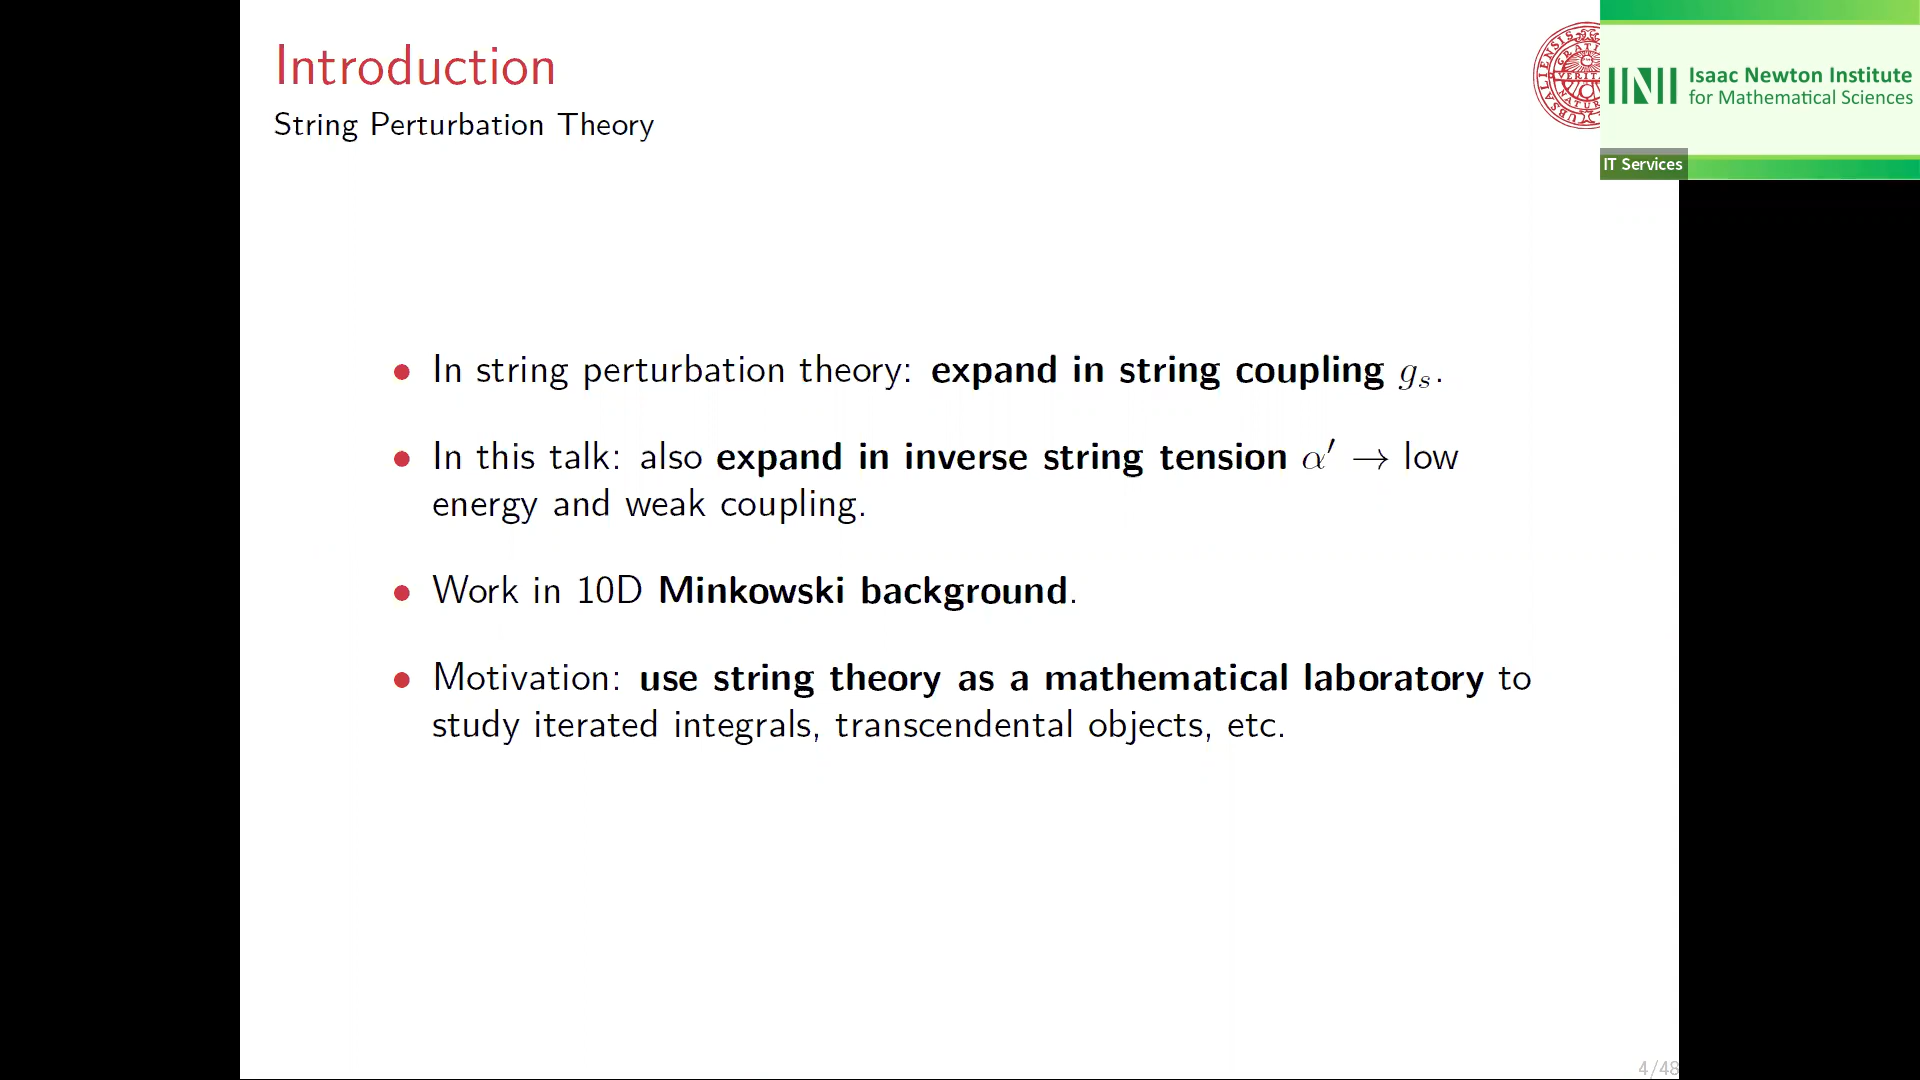 Introduction
String Perturbation Theory
Isaac Newton Institute
for Mathematical Sciences
IT Services
• In string perturbation theory: expand in string coupling gₛ.
• In this talk: also expand in inverse string tension α′ → low
energy and weak coupling.
• Work in 10D Minkowski background.
• Motivation: use string theory as a mathematical laboratory to
study iterated integrals, transcendental objects, etc.
4/48